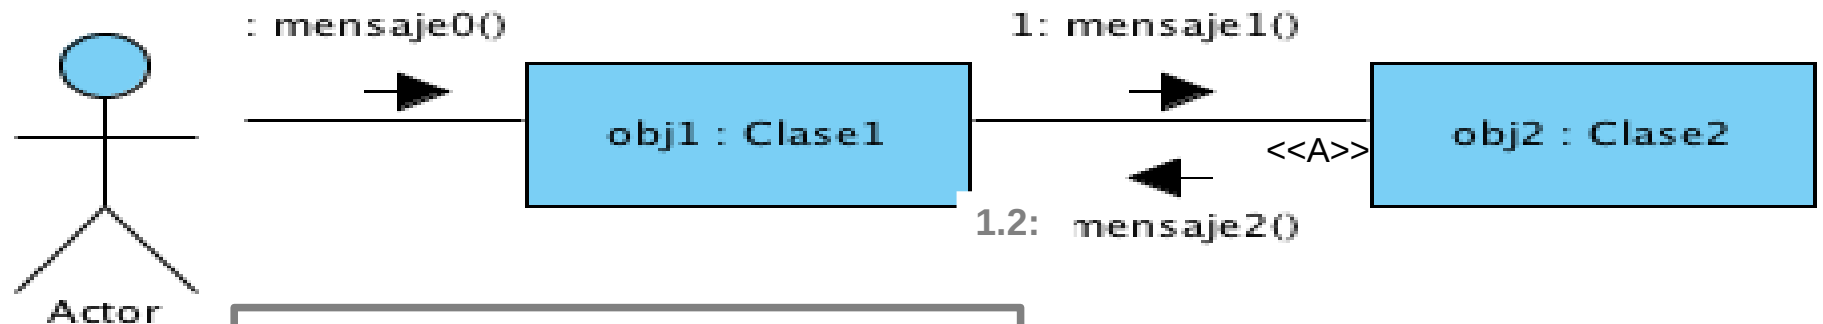 : mensaje0()
1: mensaje1()
obj1 : Clase1
obj2 : Clase2
<<A>>
1.2: mensaje2()
Actor